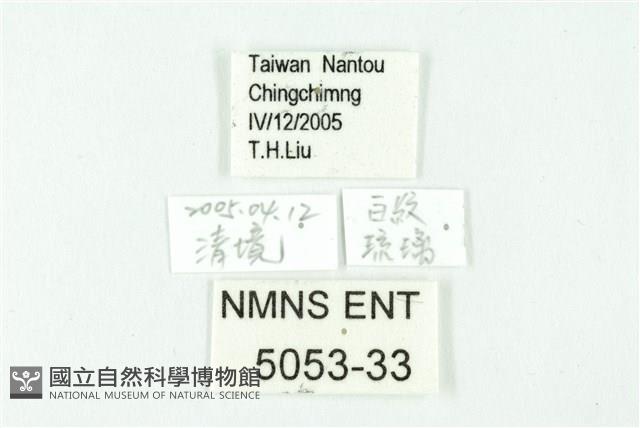 Taiwan Nantou
Chingchimng
IV/12/2005
T.H.Liu
2005.04.12
清境
白紋
琉璃
NMNS ENT
5053-33
國立自然科學博物館
NATIONAL MUSEUM OF NATURAL SCIENCE